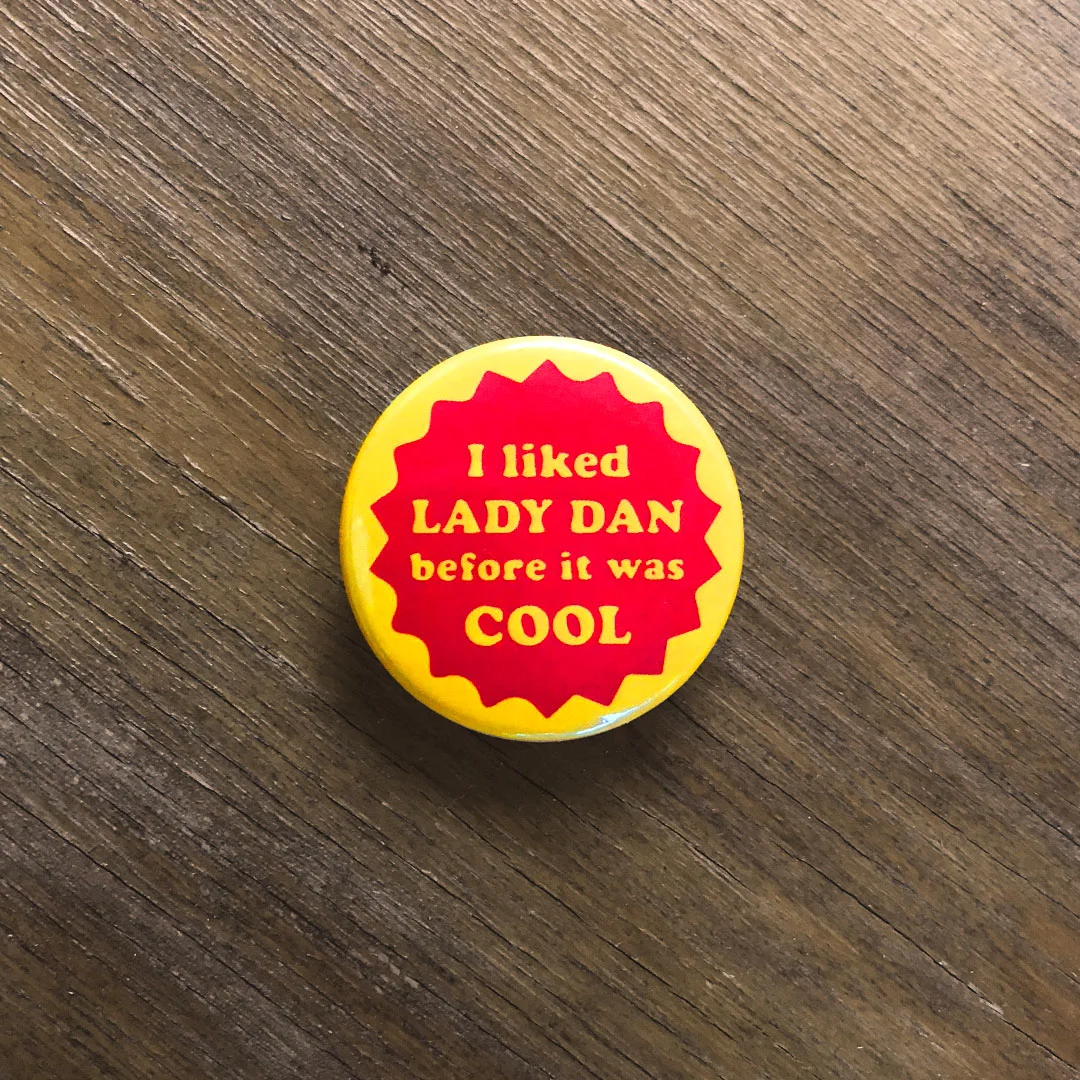 I liked
LADY DAN
before it was
COOL